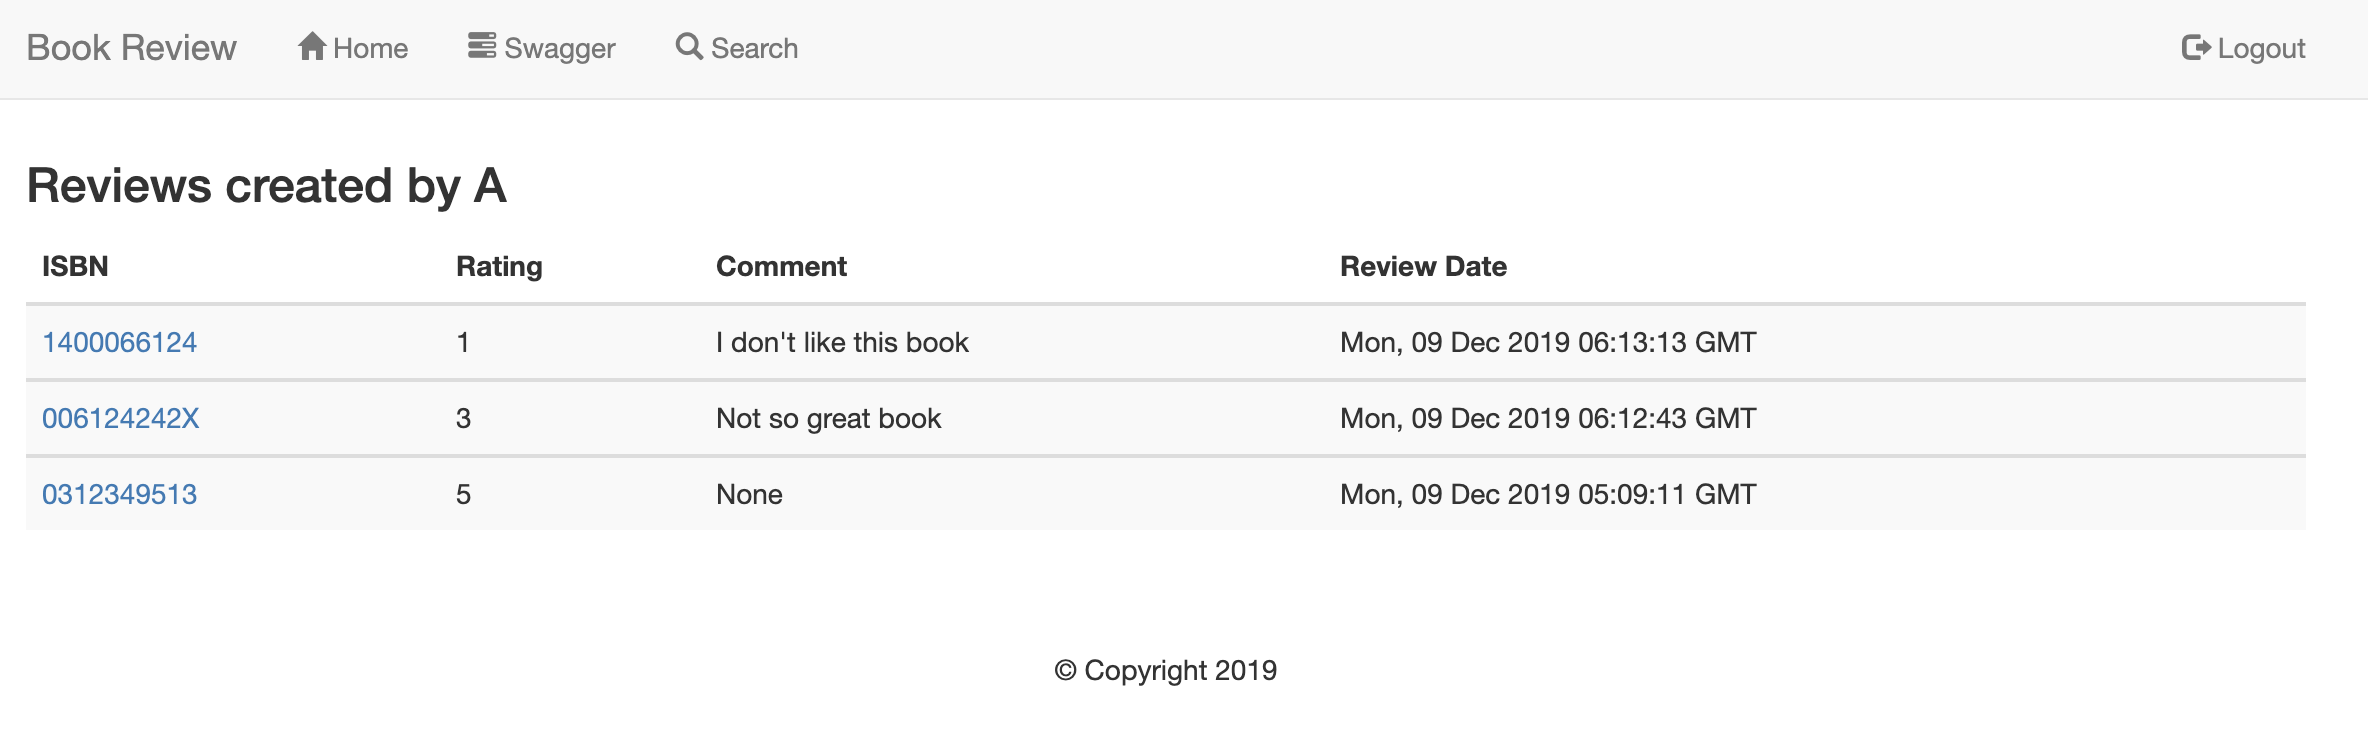 Book Review Home Swagger Search Logout
Reviews created by A
ISBN Rating Comment Review Date
1400066124 1 I don't like this book Mon, 09 Dec 2019 06:13:13 GMT
006124242X 3 Not so great book Mon, 09 Dec 2019 06:12:43 GMT
0312349513 5 None Mon, 09 Dec 2019 05:09:11 GMT
© Copyright 2019